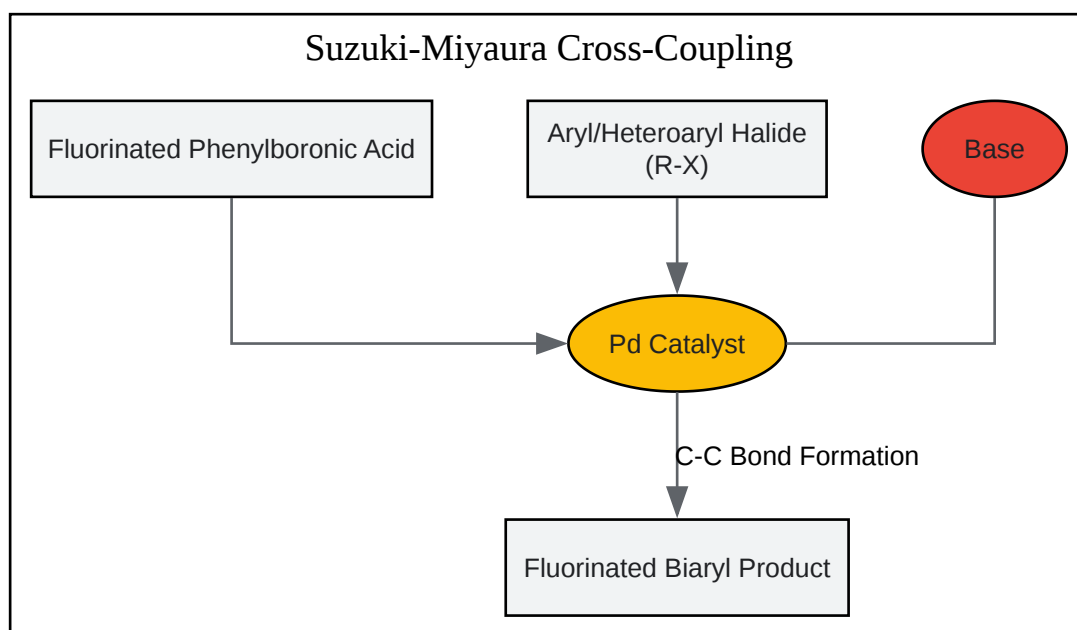 Suzuki-Miyaura Cross-Coupling
Fluorinated Phenylboronic Acid
Aryl/Heteroaryl Halide
(R-X)
Base
Pd Catalyst
C-C Bond Formation
Fluorinated Biaryl Product